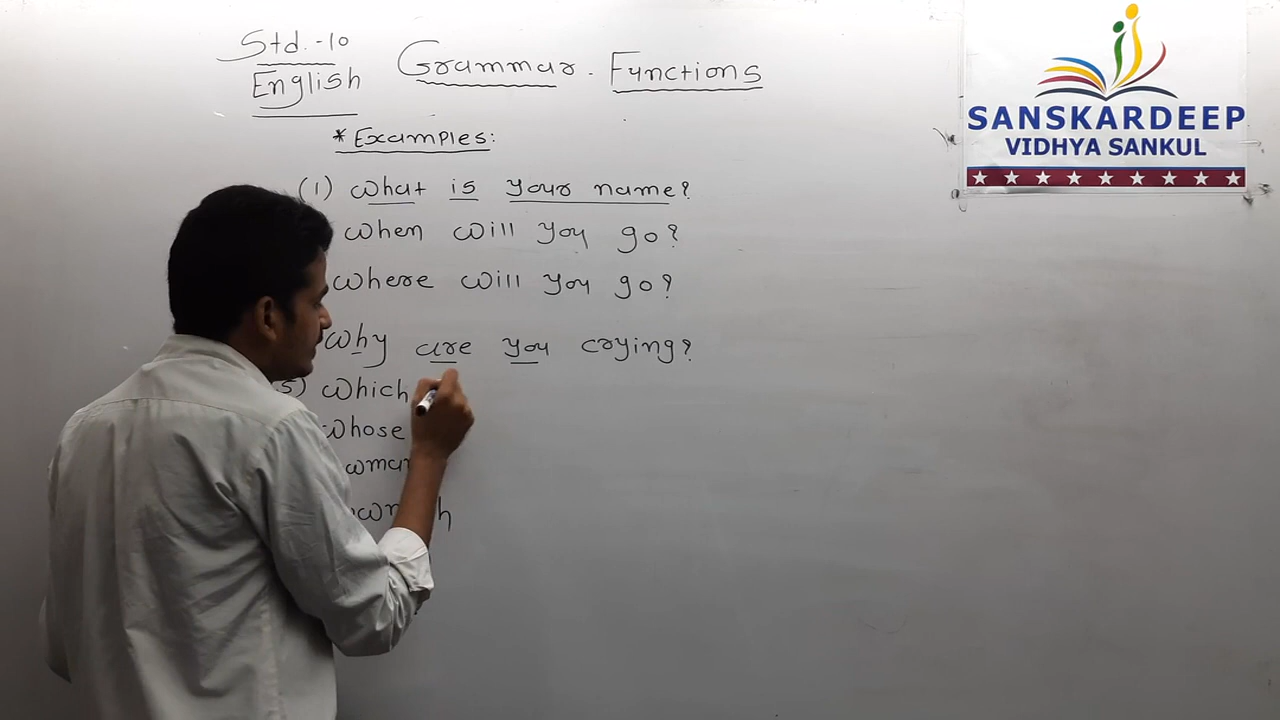 Std.-10
English
Grammar. Functions
* Examples:
(1) What is your name?
When will you go?
Where will you go?
Why are you crying?
5) Which
Whose
SANSKARDEEP
VIDHYA SANKUL